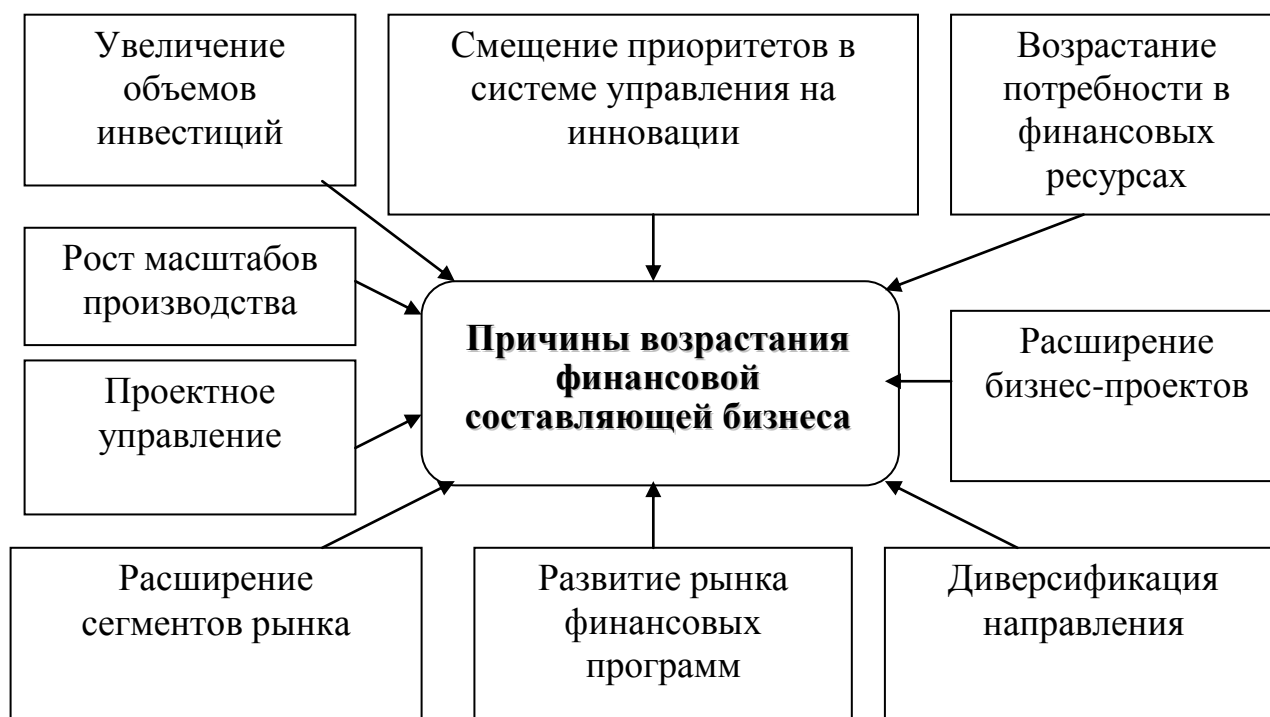 Увеличение
объемов
инвестиций
Смещение приоритетов в
системе управления на
инновации
Возрастание
потребности в
финансовых
ресурсах
Рост масштабов
производства
Причины возрастания
финансовой
составляющей бизнеса
Расширение
бизнес-проектов
Проектное
управление
Расширение
сегментов рынка
Развитие рынка
финансовых
программ
Диверсификация
направления